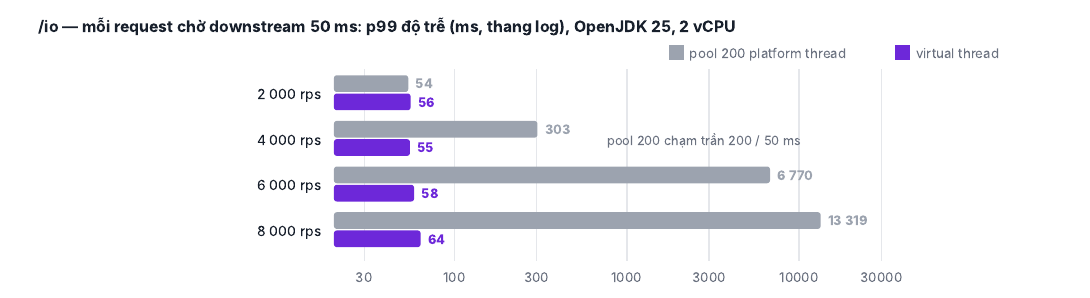 /io — mỗi request chờ downstream 50 ms: p99 độ trễ (ms, thang log), OpenJDK 25, 2 vCPU
pool 200 platform thread
virtual thread
2 000 rps
54
56
4 000 rps
303
55
pool 200 chạm trần 200 / 50 ms
6 000 rps
6 770
58
8 000 rps
13 319
64
30 100 300 1000 3000 10000 30000